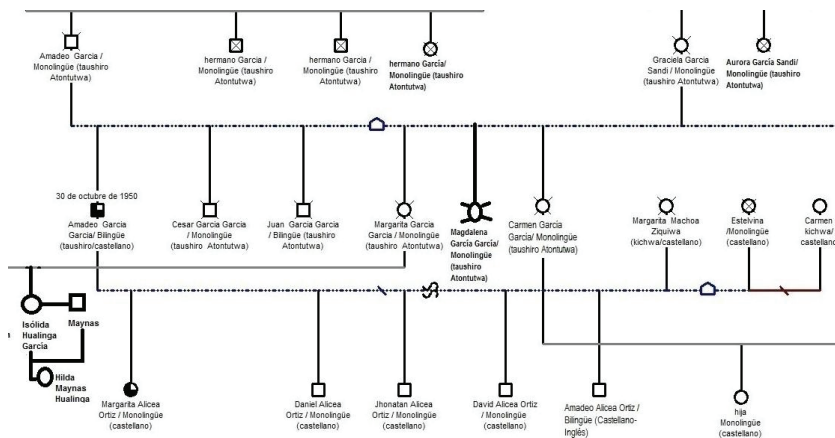 Amadeo Garcia /
Monolingüe (taushiro
Atontutwa)
hermano Garcia /
Monolingüe (taushiro
Atontutwa)
hermano Garcia /
Monolingüe (taushiro
Atontutwa)
hermano García/
Monolingüe (taushiro
Atontutwa)
Graciela Garcia
Sandi / Monolingüe
(taushiro Atontutwa)
Aurora García Sandi/
Monolingüe (taushiro
Atontutwa)
30 de octubre de 1950
Amadeo Garcia
Garcia/ Bilingüe
(taushiro/castellano)
Cesar Garcia Garcia
/ Monolingüe
(taushiro Atontutwa)
Juan Garcia Garcia
/ Bilingüe (taushiro
Atontutwa)
Margarita Garcia
Garcia / Monolingüe
(taushiro Atontutwa)
Magdalena
García García/
Monolingüe
(taushiro
Atontutwa)
Carmen García
García/ Monolingüe
(taushiro Atontutwa)
Margarita Machoa
Ziquiwa
(kichwa/castellano)
Estelvina
/Monolingüe
(castellano)
Carmen
kichwa/
castellano
Isólida
Hualinga
García
Maynas
Hilda
Maynas
Hualinga
Margarita Alicea
Ortiz / Monolingüe
(castellano)
Daniel Alicea
Ortiz / Monolingüe
(castellano)
Jhonatan Alicea
Ortiz / Monolingüe
(castellano)
David Alicea Ortiz
/ Monolingüe
(castellano)
Amadeo Alicea Ortiz /
Bilingüe (Castellano-
Inglés)
hija
Monolingüe
(castellano)